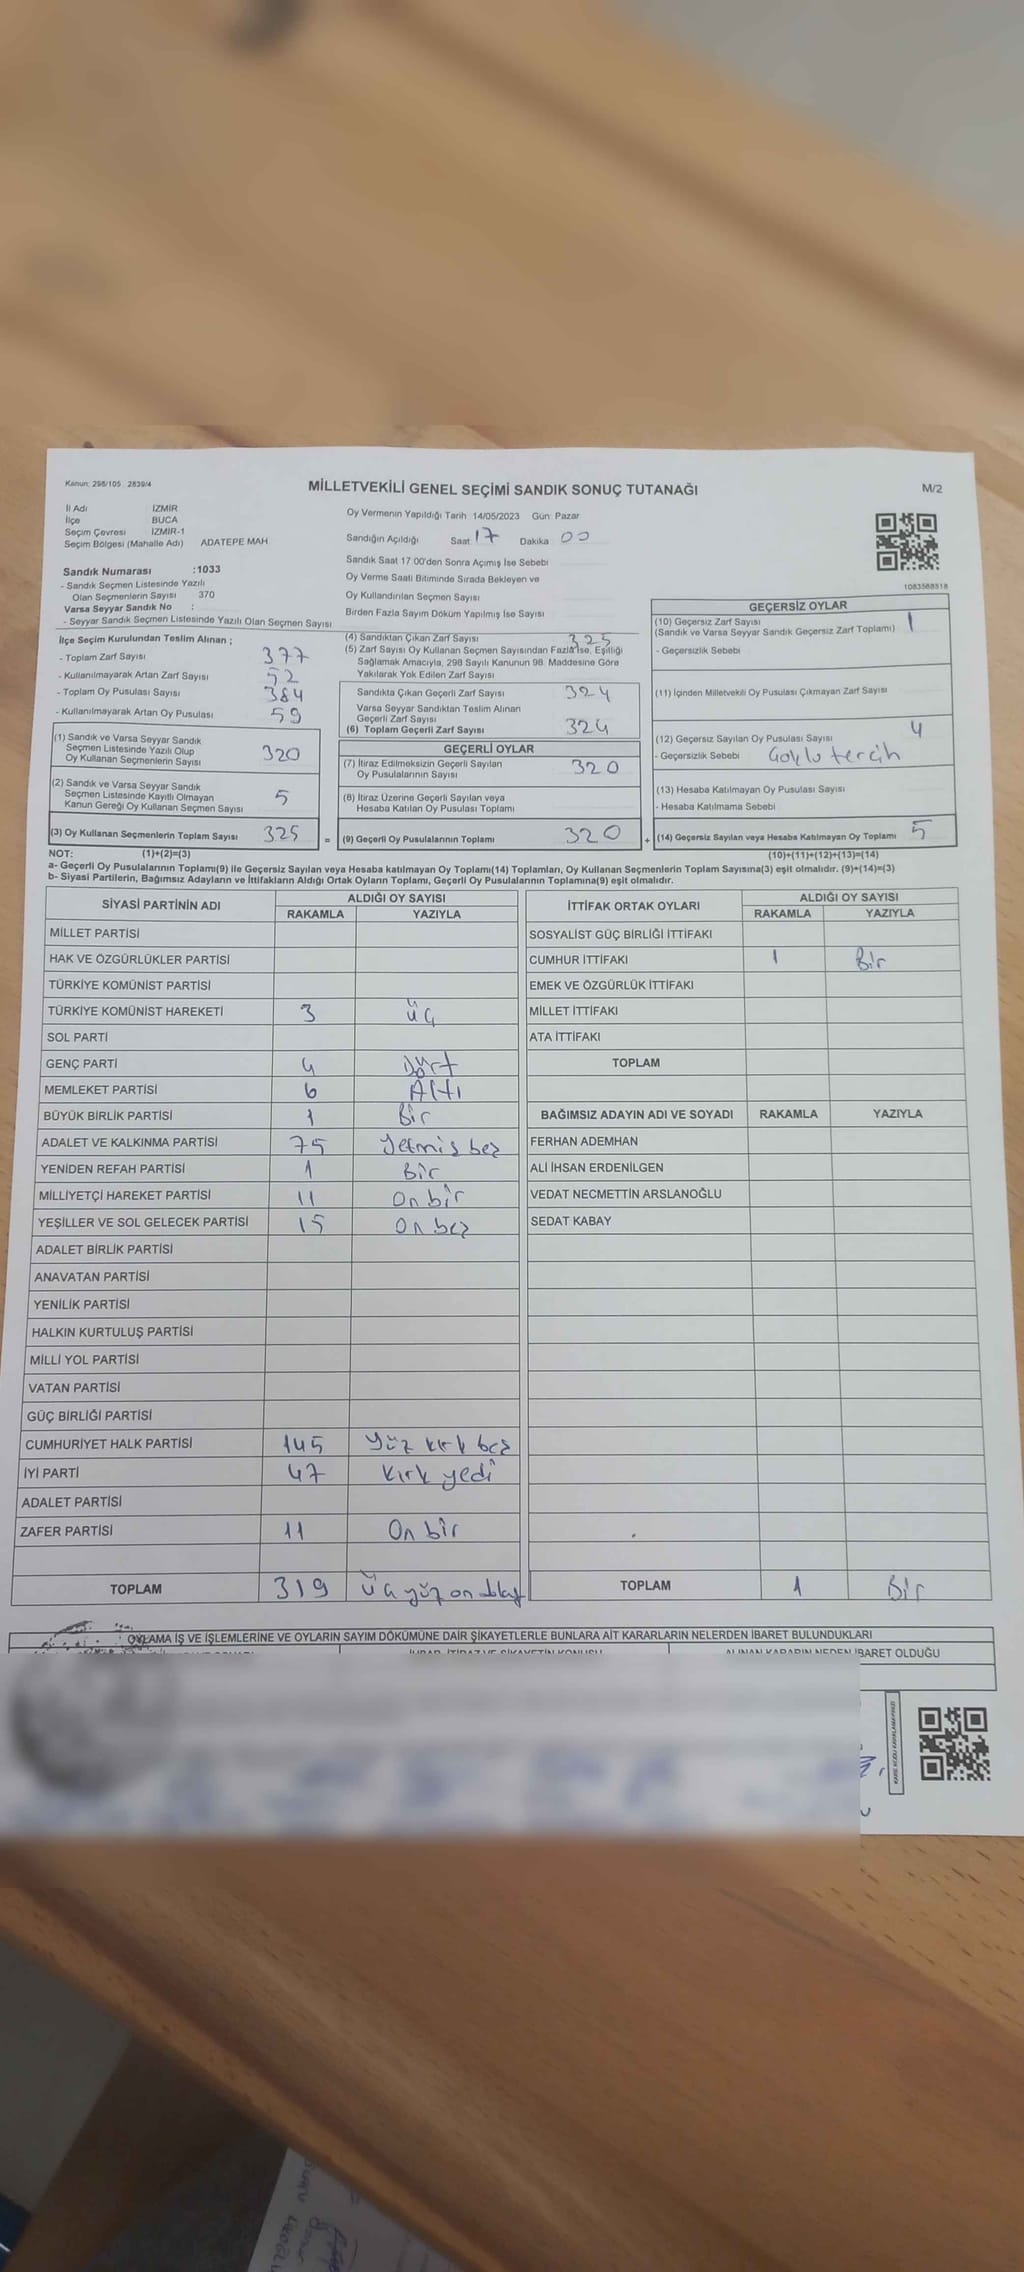 Kanun: 298/105 2839/4
MİLLETVEKİLİ GENEL SEÇİMİ SANDIK SONUÇ TUTANAĞI
M/2
İl Adı İZMİR
İlçe BUCA
Seçim Çevresi İZMİR-1
Seçim Bölgesi (Mahalle Adı) ADATEPE MAH
Oy Vermenin Yapıldığı Tarih 14/05/2023 Gün: Pazar
Sandığın Açıldığı Saat 17 Dakika 00
Sandık Saat 17:00'den Sonra Açımış İse Sebebi
Oy Verme Saati Bitiminde Sırada Bekleyen ve
Oy Kullandırılan Seçmen Sayısı
Birden Fazla Sayım Döküm Yapılmış İse Sayısı
1083568518
Sandık Numarası :1033
- Sandık Seçmen Listesinde Yazılı
Olan Seçmenlerin Sayısı 370
Varsa Seyyar Sandık No :
- Seyyar Sandık Seçmen Listesinde Yazılı Olan Seçmen Sayısı
İlçe Seçim Kurulundan Teslim Alınan ;
- Toplam Zarf Sayısı 377
- Kullanılmayarak Artan Zarf Sayısı 52
- Toplam Oy Pusulası Sayısı 384
- Kullanılmayarak Artan Oy Pusulası 59
(1) Sandık ve Varsa Seyyar Sandık
Seçmen Listesinde Yazılı Olup
Oy Kullanan Seçmenlerin Sayısı 320
(2) Sandık ve Varsa Seyyar Sandık
Seçmen Listesinde Kayıtlı Olmayan
Kanun Gereği Oy Kullanan Seçmen Sayısı 5
(3) Oy Kullanan Seçmenlerin Toplam Sayısı 325 =
(4) Sandıktan Çıkan Zarf Sayısı 325
(5) Zarf Sayısı Oy Kullanan Seçmen Sayısından Fazla İse, Eşitliği
Sağlamak Amacıyla, 298 Sayılı Kanunun 98. Maddesine Göre
Yakılarak Yok Edilen Zarf Sayısı
Sandıkta Çıkan Geçerli Zarf Sayısı 324
Varsa Seyyar Sandıktan Teslim Alınan
Geçerli Zarf Sayısı
(6) Toplam Geçerli Zarf Sayısı 324
GEÇERLİ OYLAR
(7) İtiraz Edilmeksizin Geçerli Sayılan
Oy Pusulalarının Sayısı 320
(8) İtiraz Üzerine Geçerli Sayılan veya
Hesaba Katılan Oy Pusulası Toplamı
(9) Geçerli Oy Pusulalarının Toplamı 320 +
GEÇERSİZ OYLAR
(10) Geçersiz Zarf Sayısı 1
(Sandık ve Varsa Seyyar Sandık Geçersiz Zarf Toplamı)
- Geçersizlik Sebebi
(11) İçinden Milletvekili Oy Pusulası Çıkmayan Zarf Sayısı
(12) Geçersiz Sayılan Oy Pusulası Sayısı 4
- Geçersizlik Sebebi Çoklu tercih
(13) Hesaba Katılmayan Oy Pusulası Sayısı
- Hesaba Katılmama Sebebi
(14) Geçersiz Sayılan veya Hesaba Katılmayan Oy Toplamı 5
NOT: (1)+(2)=(3)
(10)+(11)+(12)+(13)=(14)
a- Geçerli Oy Pusulalarının Toplamı(9) ile Geçersiz Sayılan veya Hesaba katılmayan Oy Toplamı(14) Toplamları, Oy Kullanan Seçmenlerin Toplam Sayısına(3) eşit olmalıdır. (9)+(14)=(3)
b- Siyasi Partilerin, Bağımsız Adayların ve İttifakların Aldığı Ortak Oyların Toplamı, Geçerli Oy Pusulalarının Toplamına(9) eşit olmalıdır.
SİYASİ PARTİNİN ADI
ALDIĞI OY SAYISI
RAKAMLA YAZIYLA
MİLLET PARTİSİ
HAK VE ÖZGÜRLÜKLER PARTİSİ
TÜRKİYE KOMÜNİST PARTİSİ
TÜRKİYE KOMÜNİST HAREKETİ 3 üç
SOL PARTİ
GENÇ PARTİ 4 Dört
MEMLEKET PARTİSİ 6 Altı
BÜYÜK BİRLİK PARTİSİ 1 Bir
ADALET VE KALKINMA PARTİSİ 75 Yetmiş beş
YENİDEN REFAH PARTİSİ 1 Bir
MİLLİYETÇİ HAREKET PARTİSİ 11 On bir
YEŞİLLER VE SOL GELECEK PARTİSİ 15 On beş
ADALET BİRLİK PARTİSİ
ANAVATAN PARTİSİ
YENİLİK PARTİSİ
HALKIN KURTULUŞ PARTİSİ
MİLLİ YOL PARTİSİ
VATAN PARTİSİ
GÜÇ BİRLİĞİ PARTİSİ
CUMHURİYET HALK PARTİSİ 145 Yüz kırk beş
İYİ PARTİ 47 Kırk yedi
ADALET PARTİSİ
ZAFER PARTİSİ 11 On bir
TOPLAM 319 üç yüz on dokuz
İTTİFAK ORTAK OYLARI
ALDIĞI OY SAYISI
RAKAMLA YAZIYLA
SOSYALİST GÜÇ BİRLİĞİ İTTİFAKI
CUMHUR İTTİFAKI 1 Bir
EMEK VE ÖZGÜRLÜK İTTİFAKI
MİLLET İTTİFAKI
ATA İTTİFAKI
TOPLAM
BAĞIMSIZ ADAYIN ADI VE SOYADI RAKAMLA YAZIYLA
FERHAN ADEMHAN
ALİ İHSAN ERDENİLGEN
VEDAT NECMETTİN ARSLANOĞLU
SEDAT KABAY
TOPLAM 1 Bir
OYLAMA İŞ VE İŞLEMLERİNE VE OYLARIN SAYIM DÖKÜMÜNE DAİR ŞİKAYETLERLE BUNLARA AİT KARARLARIN NELERDEN İBARET BULUNDUKLARI
ALINAN KARARIN NEDEN İBARET OLDUĞU